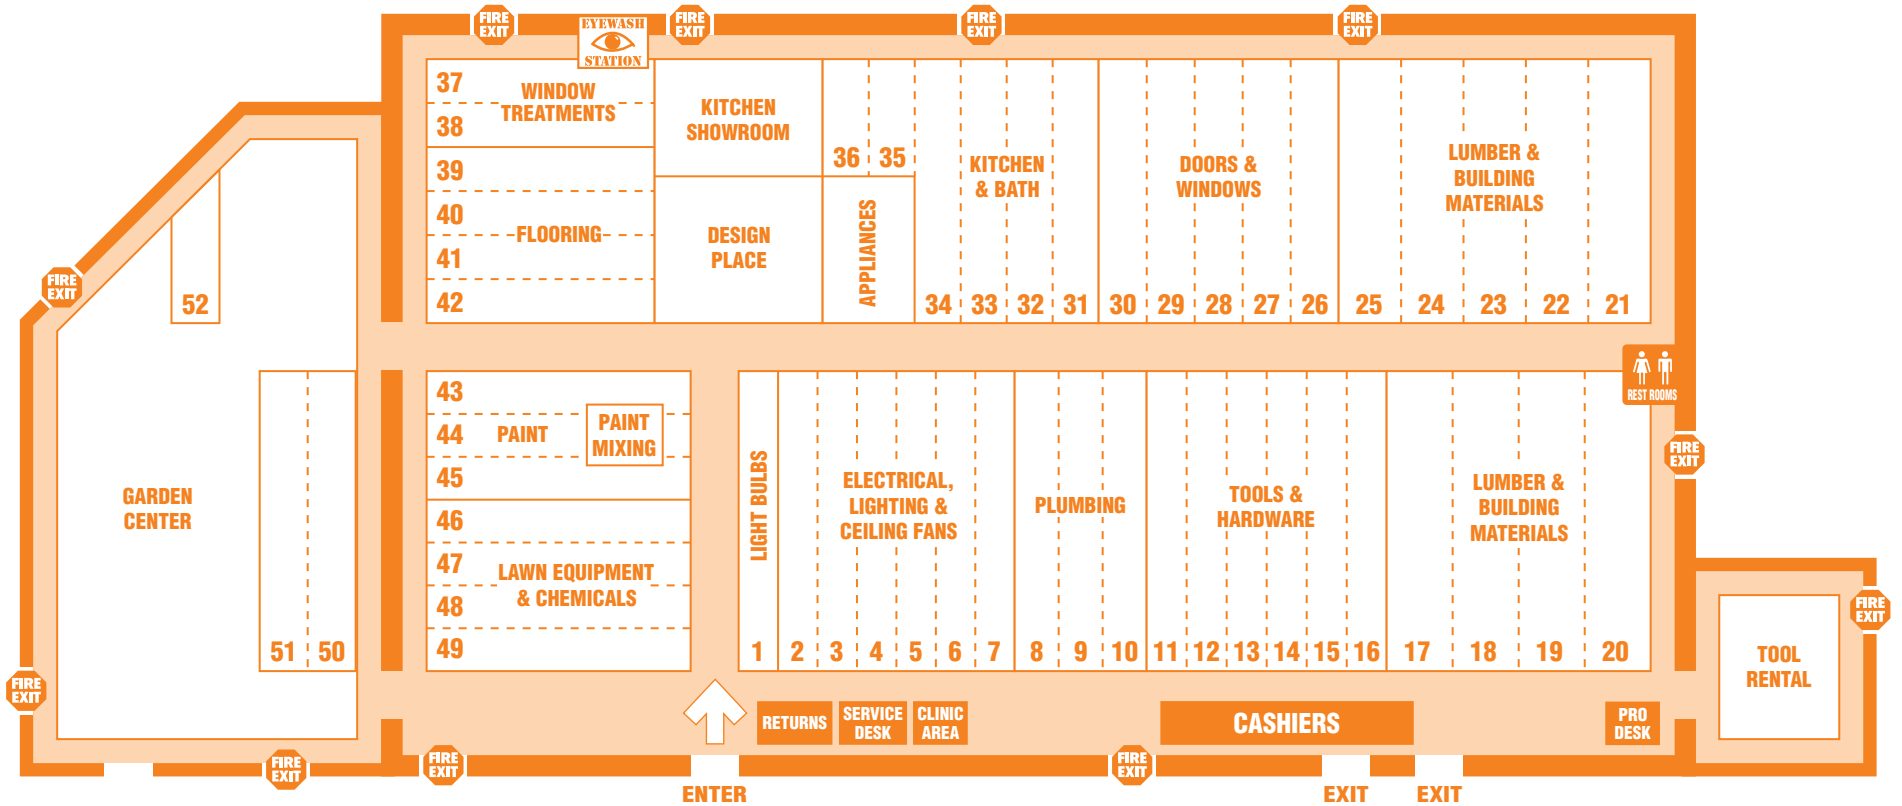 FIRE
EXIT
FIRE
EXIT
FIRE
EXIT
FIRE
EXIT
EYEWASH
STATION
37
38
WINDOW
TREATMENTS
39
40
41
42
FLOORING
KITCHEN
SHOWROOM
DESIGN
PLACE
36
35
APPLIANCES
KITCHEN
& BATH
34
33
32
31
DOORS &
WINDOWS
30
29
28
27
26
LUMBER &
BUILDING
MATERIALS
25
24
23
22
21
FIRE
EXIT
52
REST ROOMS
43
44
45
PAINT
PAINT
MIXING
46
47
48
49
LAWN EQUIPMENT
& CHEMICALS
GARDEN
CENTER
51
50
LIGHT BULBS
1
ELECTRICAL,
LIGHTING &
CEILING FANS
2
3
4
5
6
7
PLUMBING
8
9
10
TOOLS &
HARDWARE
11
12
13
14
15
16
LUMBER &
BUILDING
MATERIALS
17
18
19
20
FIRE
EXIT
FIRE
EXIT
TOOL
RENTAL
FIRE
EXIT
RETURNS
SERVICE
DESK
CLINIC
AREA
CASHIERS
PRO
DESK
FIRE
EXIT
FIRE
EXIT
FIRE
EXIT
ENTER
EXIT
EXIT